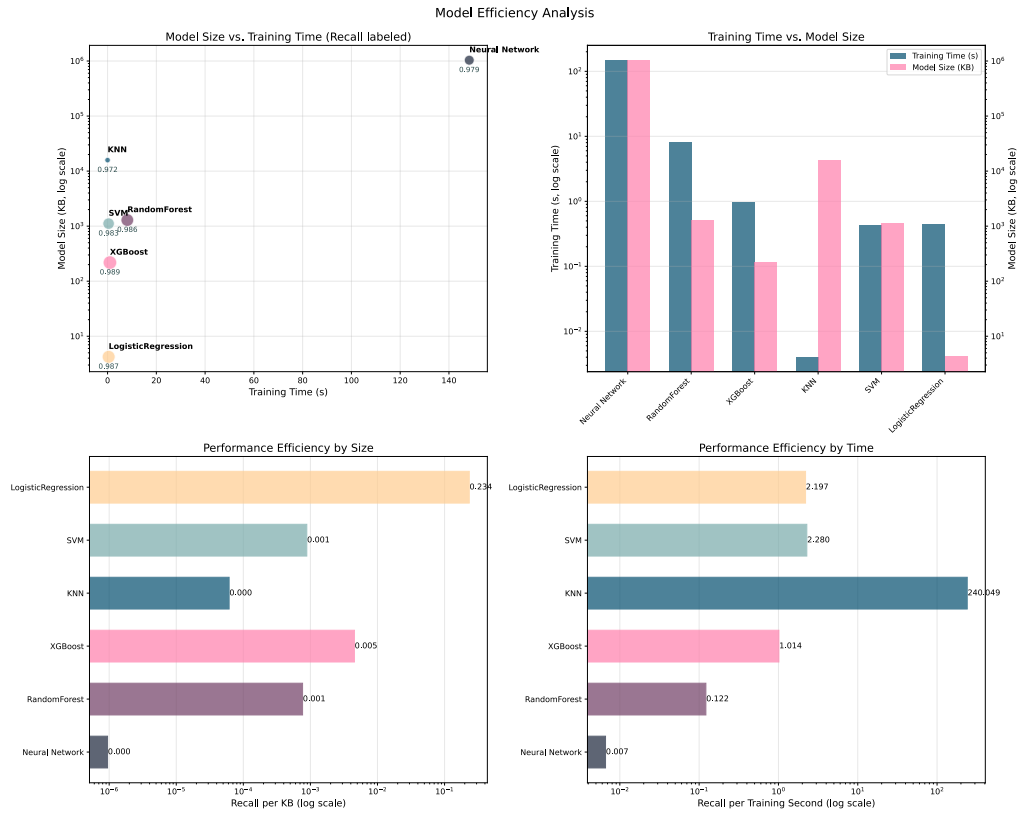 Model Efficiency Analysis
Model Size vs. Training Time (Recall labeled)
Model Size (KB, log scale)
10⁶
10⁵
10⁴
10³
10²
10¹
Neural Network
0.979
KNN
0.972
SVM
0.983
RandomForest
0.986
XGBoost
0.989
LogisticRegression
0.987
0 20 40 60 80 100 120 140
Training Time (s)
Training Time vs. Model Size
Training Time (s)
Model Size (KB)
Training Time (s, log scale)
10²
10¹
10⁰
10⁻¹
10⁻²
Model Size (KB, log scale)
10⁶
10⁵
10⁴
10³
10²
10¹
Neural Network
RandomForest
XGBoost
KNN
SVM
LogisticRegression
Performance Efficiency by Size
LogisticRegression 0.234
SVM 0.001
KNN 0.000
XGBoost 0.005
RandomForest 0.001
Neural Network 0.000
10⁻⁶ 10⁻⁵ 10⁻⁴ 10⁻³ 10⁻² 10⁻¹
Recall per KB (log scale)
Performance Efficiency by Time
LogisticRegression 2.197
SVM 2.280
KNN 240.049
XGBoost 1.014
RandomForest 0.122
Neural Network 0.007
10⁻² 10⁻¹ 10⁰ 10¹ 10²
Recall per Training Second (log scale)